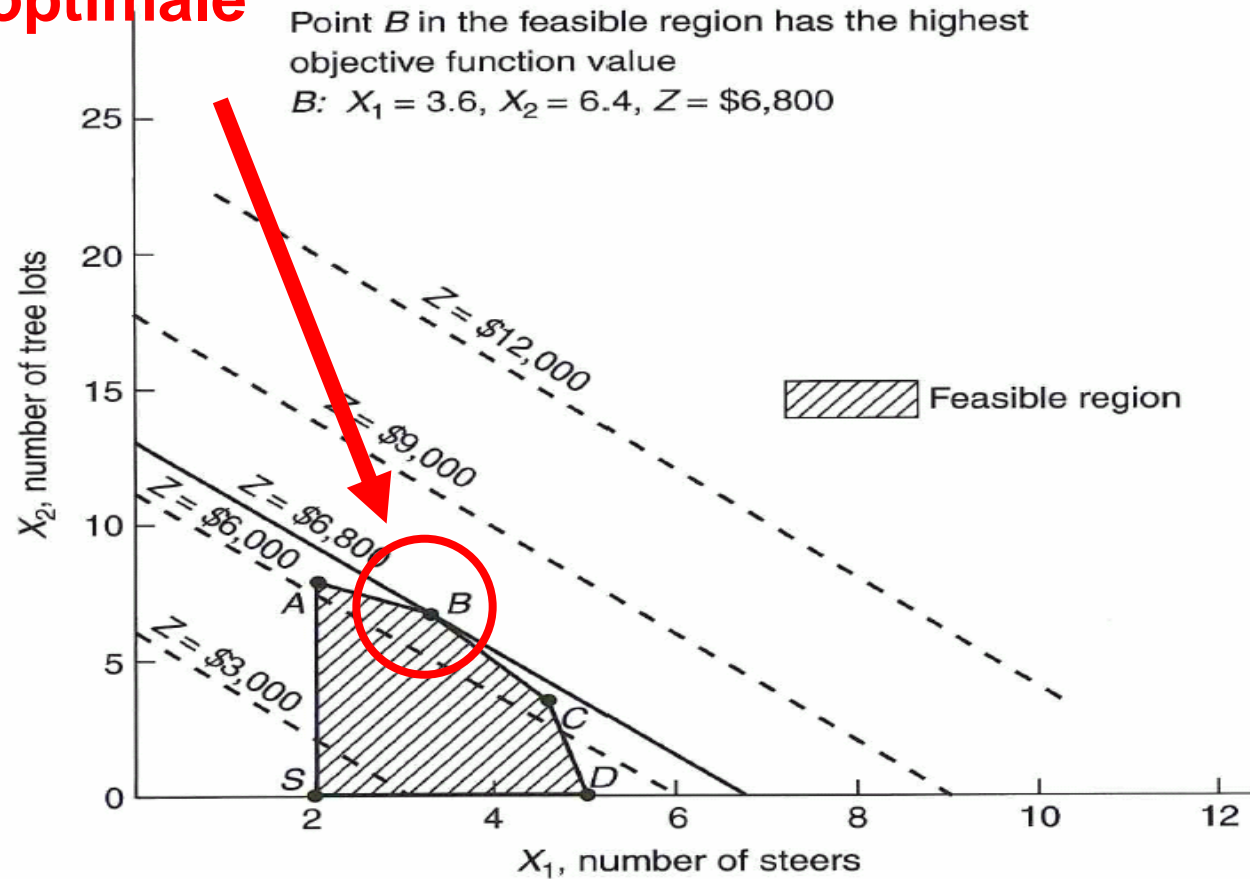 optimale
Point B in the feasible region has the highest
objective function value
B: X₁ = 3.6, X₂ = 6.4, Z = $6,800
25
20
15
10
5
0
X₂, number of tree lots
Z = $12,000
Z = $9,000
Z = $6,800
Z = $6,000
Z = $3,000
Feasible region
A
B
C
D
S
2
4
6
8
10
12
X₁, number of steers